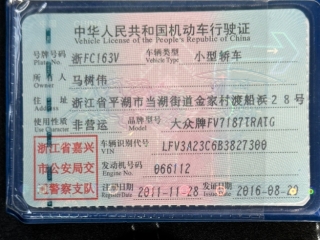 中华人民共和国机动车行驶证
Vehicle License of the People's Republic of China
号牌号码 浙FC163V 车辆类型 小型轿车
Plate No. Vehicle Type
所有人 马树伟
Owner
住址 浙江省平湖市当湖街道金家村渡船浜28号
Address
使用性质 非营运 品牌型号 大众牌FV7187TRATG
Use Character Model
浙江省嘉兴 车辆识别代号 LFV3A23C6B3827300
VIN
市公安局交 发动机号码 066112
Engine No.
警察支队 注册日期 2011-11-28 发证日期 2016-08-29
Register Date Issue Date